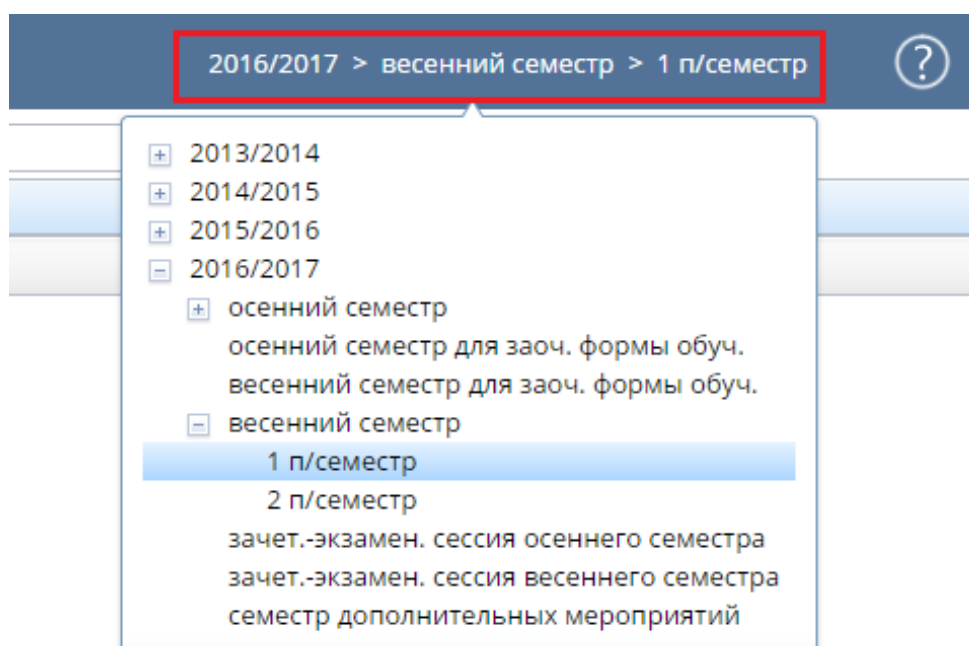 2016/2017 > весенний семестр > 1 п/семестр
2013/2014
2014/2015
2015/2016
2016/2017
осенний семестр
осенний семестр для заоч. формы обуч.
весенний семестр для заоч. формы обуч.
весенний семестр
1 п/семестр
2 п/семестр
зачет.-экзамен. сессия осеннего семестра
зачет.-экзамен. сессия весеннего семестра
семестр дополнительных мероприятий